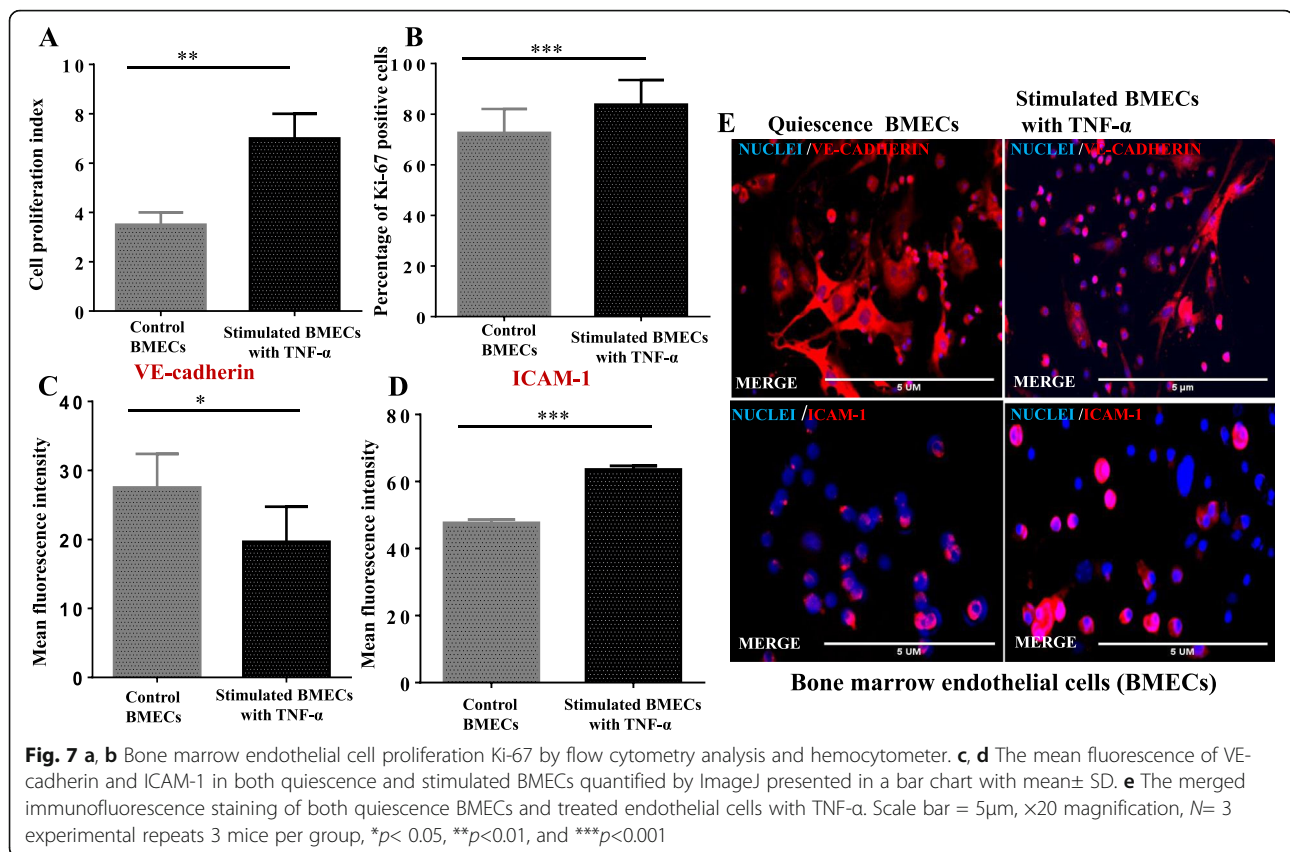 A
**
10
8
6
4
2
0
Cell proliferation index
Control
BMECs
Stimulated BMECs
with TNF-α
B
***
100
80
60
40
20
0
Percentage of Ki-67 positive cells
Control
BMECs
Stimulated BMECs
with TNF-α
C
VE-cadherin
*
40
30
20
10
0
Mean fluorescence intensity
Control
BMECs
Stimulated BMECs
with TNF-α
D
ICAM-1
***
80
60
40
20
0
Mean fluorescence intensity
Control
BMECs
Stimulated BMECs
with TNF-α
E
Quiescence BMECs
Stimulated BMECs
with TNF-α
NUCLEI /VE-CADHERIN
MERGE
5 UM
NUCLEI /VE-CADHERIN
MERGE
5 µm
NUCLEI /ICAM-1
MERGE
5 UM
NUCLEI /ICAM-1
MERGE
5 UM
Bone marrow endothelial cells (BMECs)
Fig. 7 a, b Bone marrow endothelial cell proliferation Ki-67 by flow cytometry analysis and hemocytometer. c, d The mean fluorescence of VE-
cadherin and ICAM-1 in both quiescence and stimulated BMECs quantified by ImageJ presented in a bar chart with mean± SD. e The merged
immunofluorescence staining of both quiescence BMECs and treated endothelial cells with TNF-α. Scale bar = 5µm, ×20 magnification, N= 3
experimental repeats 3 mice per group, *p< 0.05, **p<0.01, and ***p<0.001